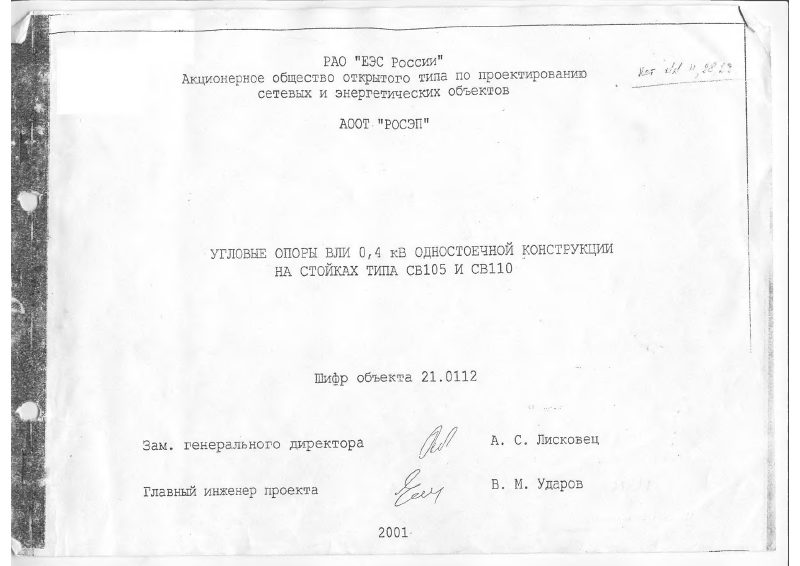 РАО "ЕЭС России"
Акционерное общество открытого типа по проектированию
сетевых и энергетических объектов
АООТ "РОСЭП"
УГЛОВЫЕ ОПОРЫ ВЛИ 0,4 кВ ОДНОСТОЕЧНОЙ КОНСТРУКЦИИ
НА СТОЙКАХ ТИПА СВ105 И СВ110
Шифр объекта 21.0112
Зам. генерального директора А. С. Лисковец
Главный инженер проекта В. М. Ударов
2001